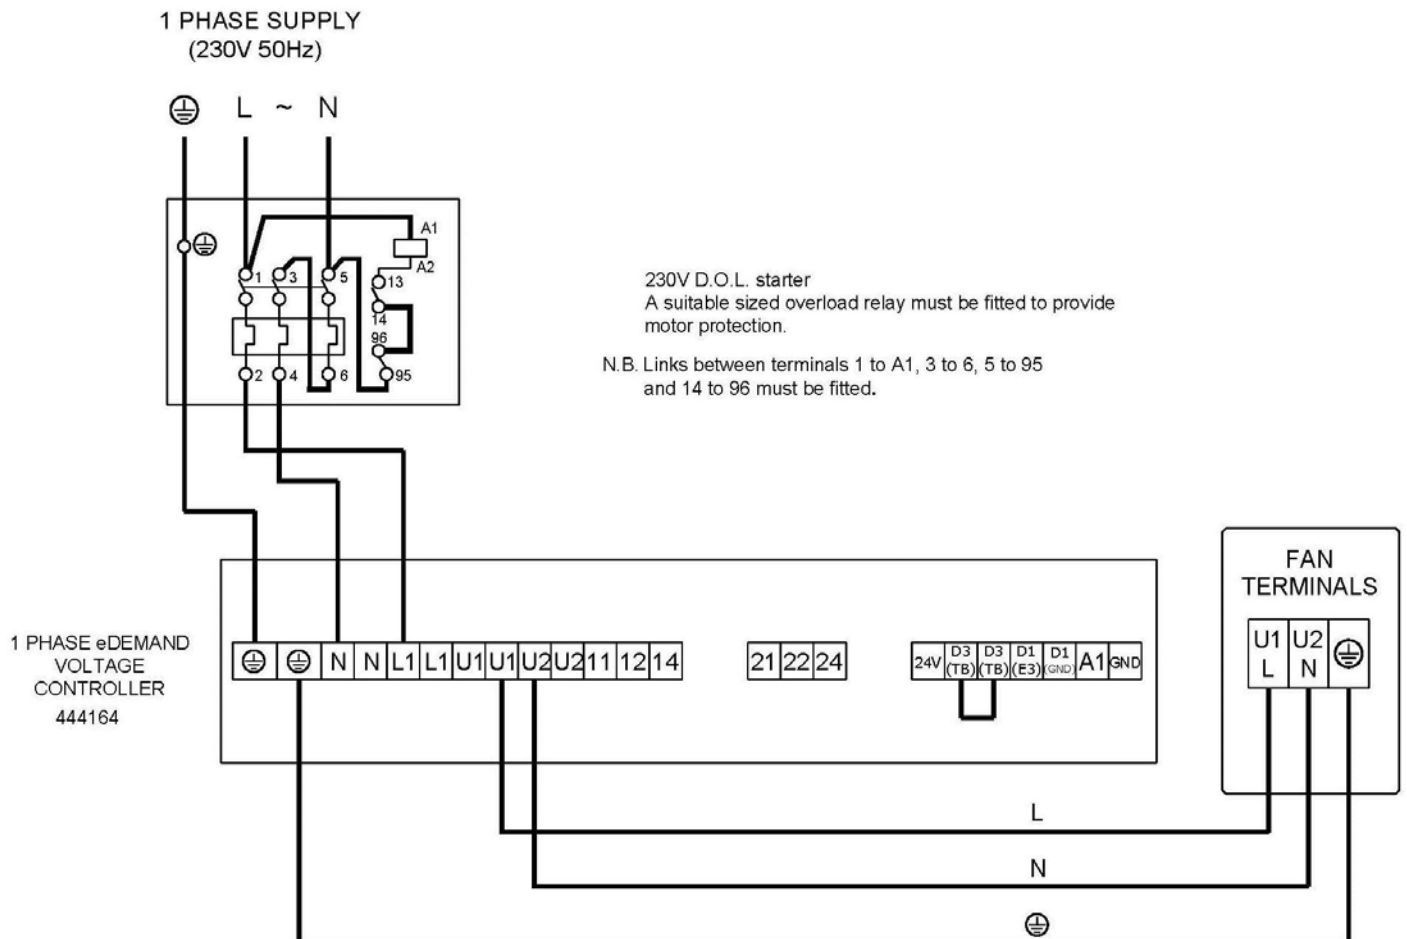 1 PHASE SUPPLY
(230V 50Hz)
L ~ N
A1
A2
1 3 5 13
14
96
2 4 6 95
230V D.O.L. starter
A suitable sized overload relay must be fitted to provide
motor protection.
N.B. Links between terminals 1 to A1, 3 to 6, 5 to 95
and 14 to 96 must be fitted.
1 PHASE eDEMAND
VOLTAGE
CONTROLLER
444164
N N L1 L1 U1 U1 U2 U2 11 12 14
21 22 24
24V D3 (TB) D3 (TB) D1 (E3) D1 (GND) A1 GND
FAN
TERMINALS
U1 U2
L N
L
N